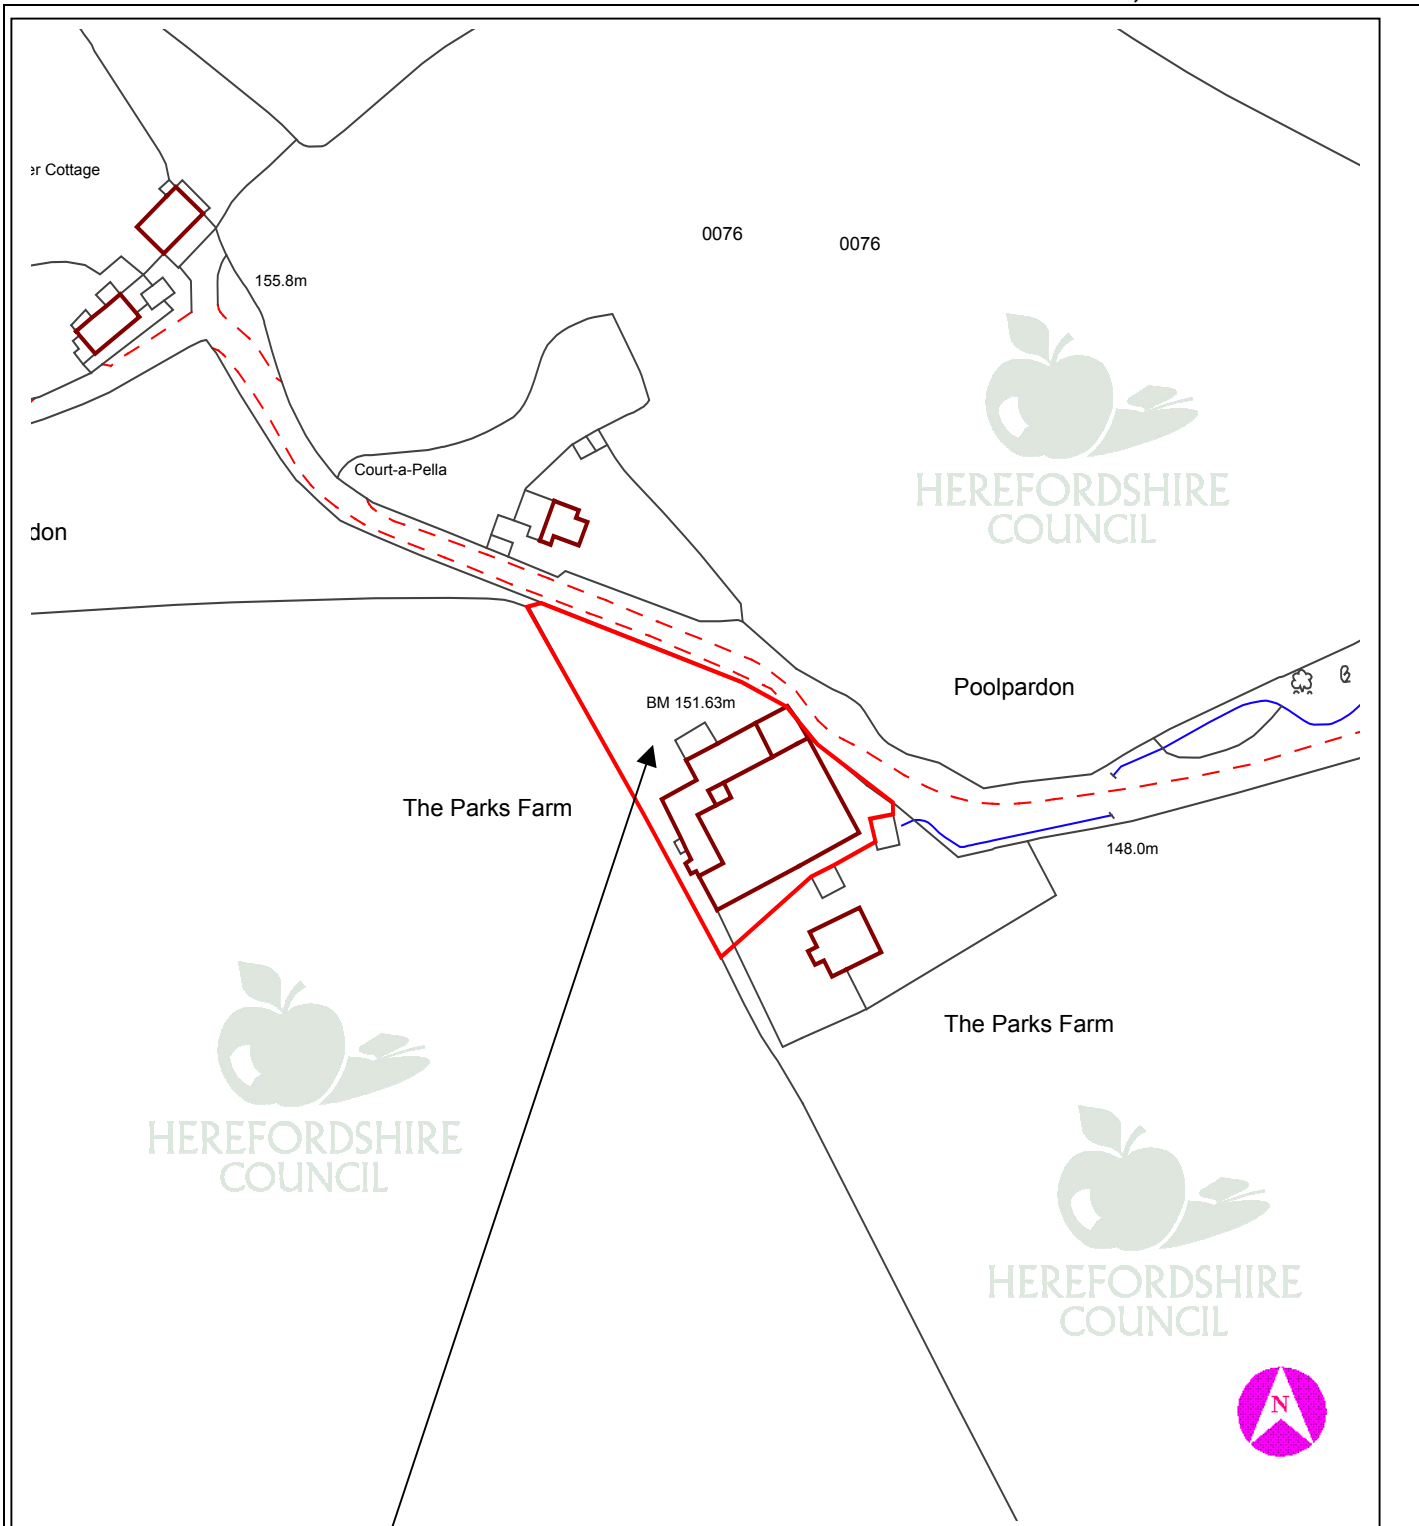 er Cottage
0076
0076
155.8m
HEREFORDSHIRE
COUNCIL
Court-a-Pella
don
Poolpardon
BM 151.63m
The Parks Farm
148.0m
HEREFORDSHIRE
COUNCIL
The Parks Farm
HEREFORDSHIRE
COUNCIL
N